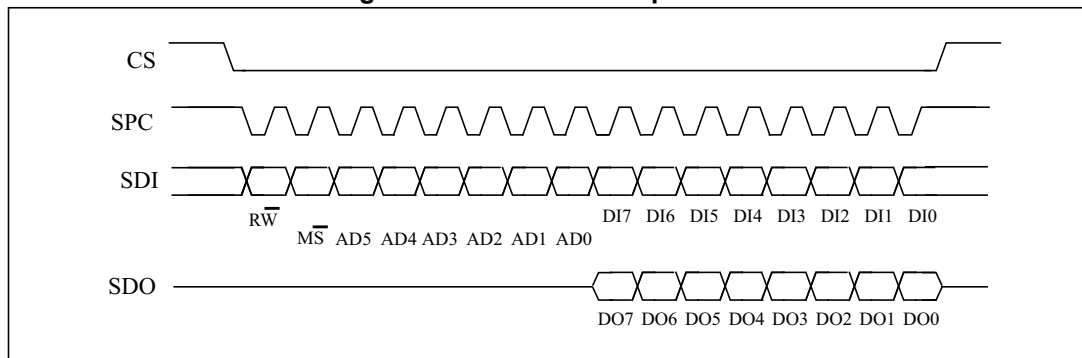 CS
SPC
SDI
RW̅ DI7 DI6 DI5 DI4 DI3 DI2 DI1 DI0
MS̅ AD5 AD4 AD3 AD2 AD1 AD0
SDO
DO7 DO6 DO5 DO4 DO3 DO2 DO1 DO0